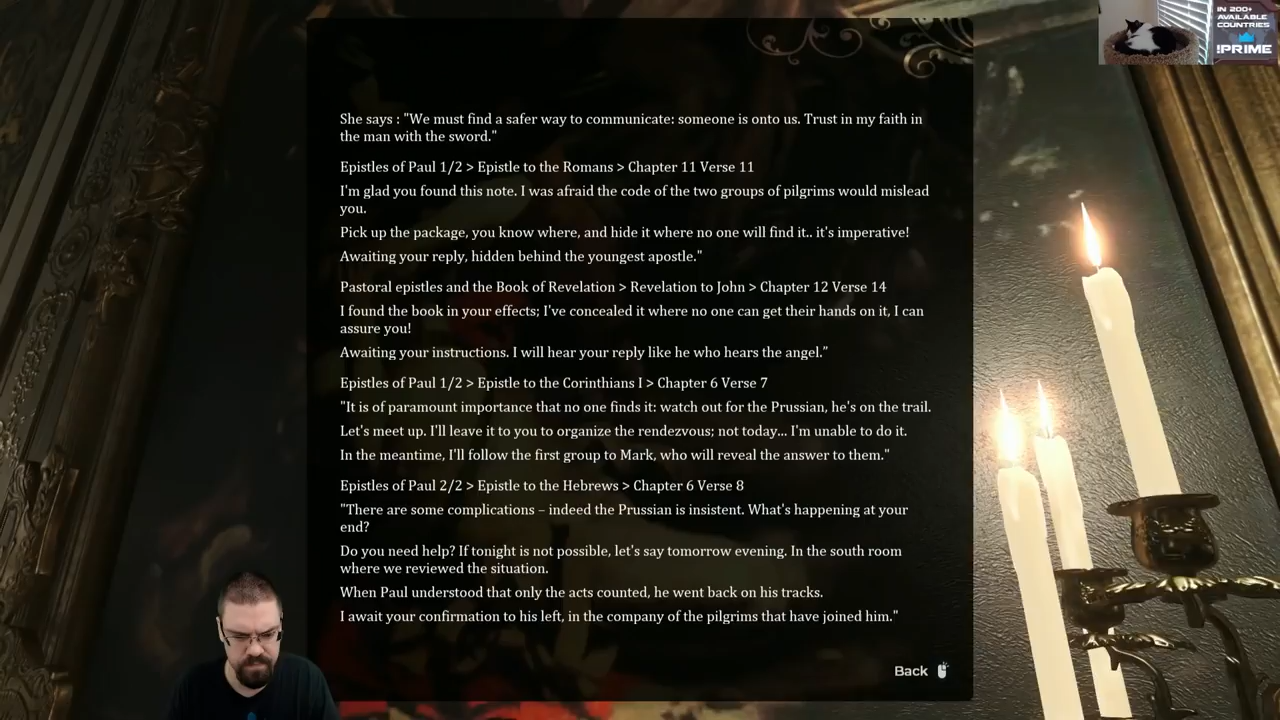 IN 200+
AVAILABLE
COUNTRIES
!PRIME
She says : "We must find a safer way to communicate: someone is onto us. Trust in my faith in
the man with the sword."
Epistles of Paul 1/2 > Epistle to the Romans > Chapter 11 Verse 11
I'm glad you found this note. I was afraid the code of the two groups of pilgrims would mislead
you.
Pick up the package, you know where, and hide it where no one will find it.. it's imperative!
Awaiting your reply, hidden behind the youngest apostle."
Pastoral epistles and the Book of Revelation > Revelation to John > Chapter 12 Verse 14
I found the book in your effects; I've concealed it where no one can get their hands on it, I can
assure you!
Awaiting your instructions. I will hear your reply like he who hears the angel.”
Epistles of Paul 1/2 > Epistle to the Corinthians I > Chapter 6 Verse 7
"It is of paramount importance that no one finds it: watch out for the Prussian, he's on the trail.
Let's meet up. I'll leave it to you to organize the rendezvous; not today... I'm unable to do it.
In the meantime, I'll follow the first group to Mark, who will reveal the answer to them."
Epistles of Paul 2/2 > Epistle to the Hebrews > Chapter 6 Verse 8
"There are some complications – indeed the Prussian is insistent. What's happening at your
end?
Do you need help? If tonight is not possible, let's say tomorrow evening. In the south room
where we reviewed the situation.
When Paul understood that only the acts counted, he went back on his tracks.
I await your confirmation to his left, in the company of the pilgrims that have joined him."
Back